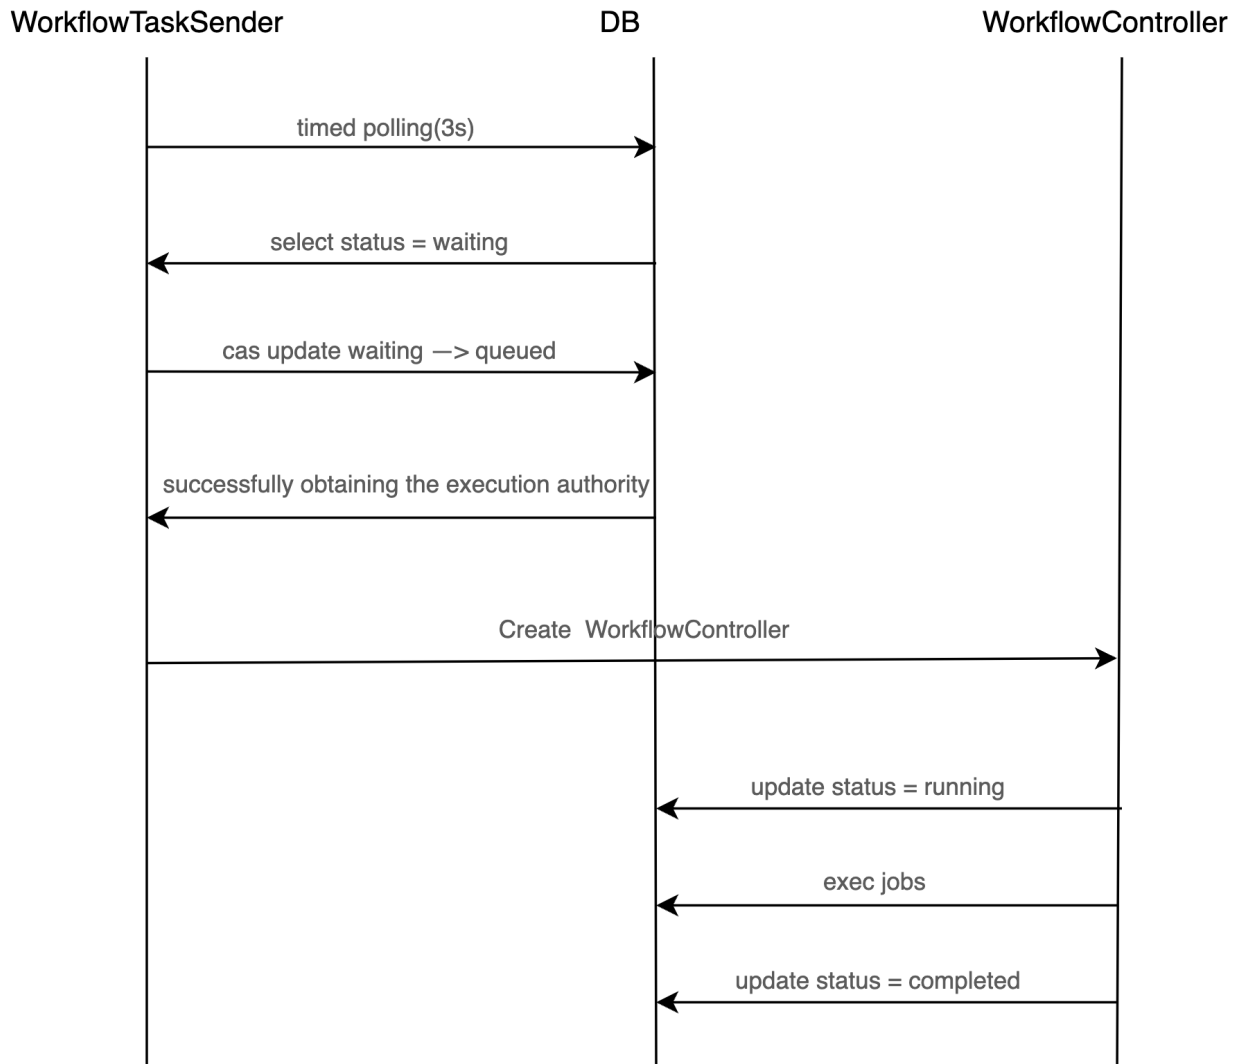 WorkflowTaskSender
DB
WorkflowController
timed polling(3s)
select status = waiting
cas update waiting —> queued
successfully obtaining the execution authority
Create  WorkflowController
update status = running
exec jobs
update status = completed